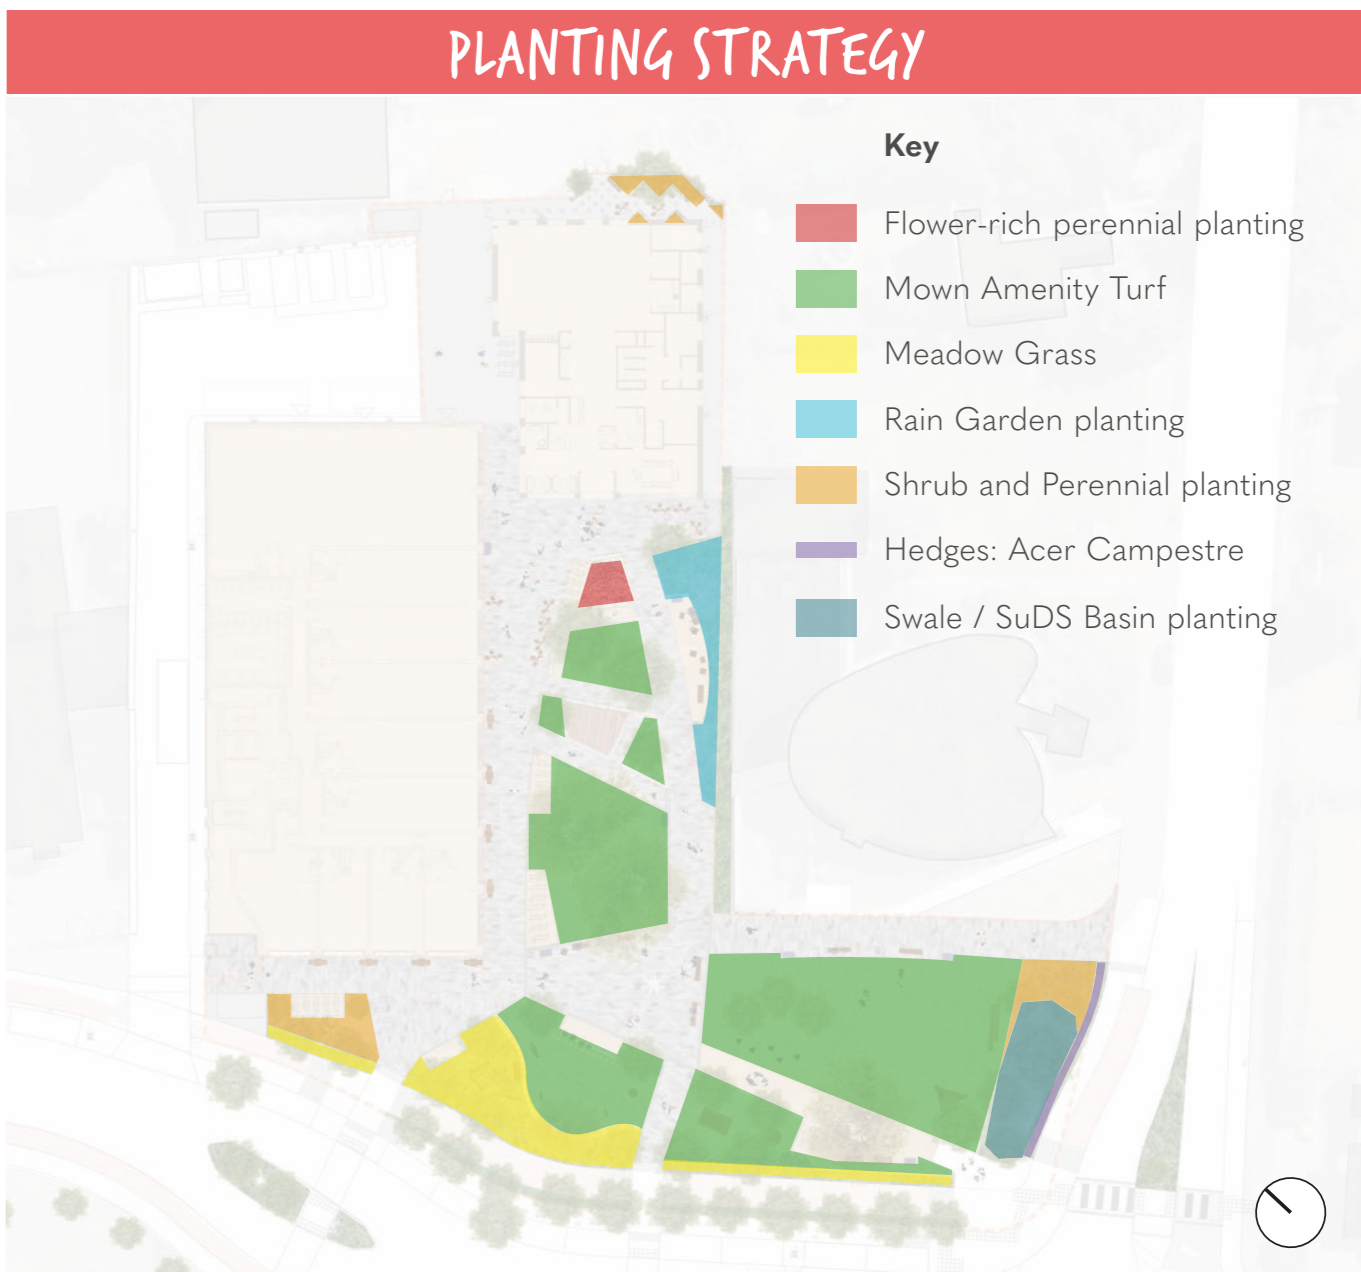 PLANTING STRATEGY
Key
Flower-rich perennial planting
Mown Amenity Turf
Meadow Grass
Rain Garden planting
Shrub and Perennial planting
Hedges: Acer Campestre
Swale / SuDS Basin planting